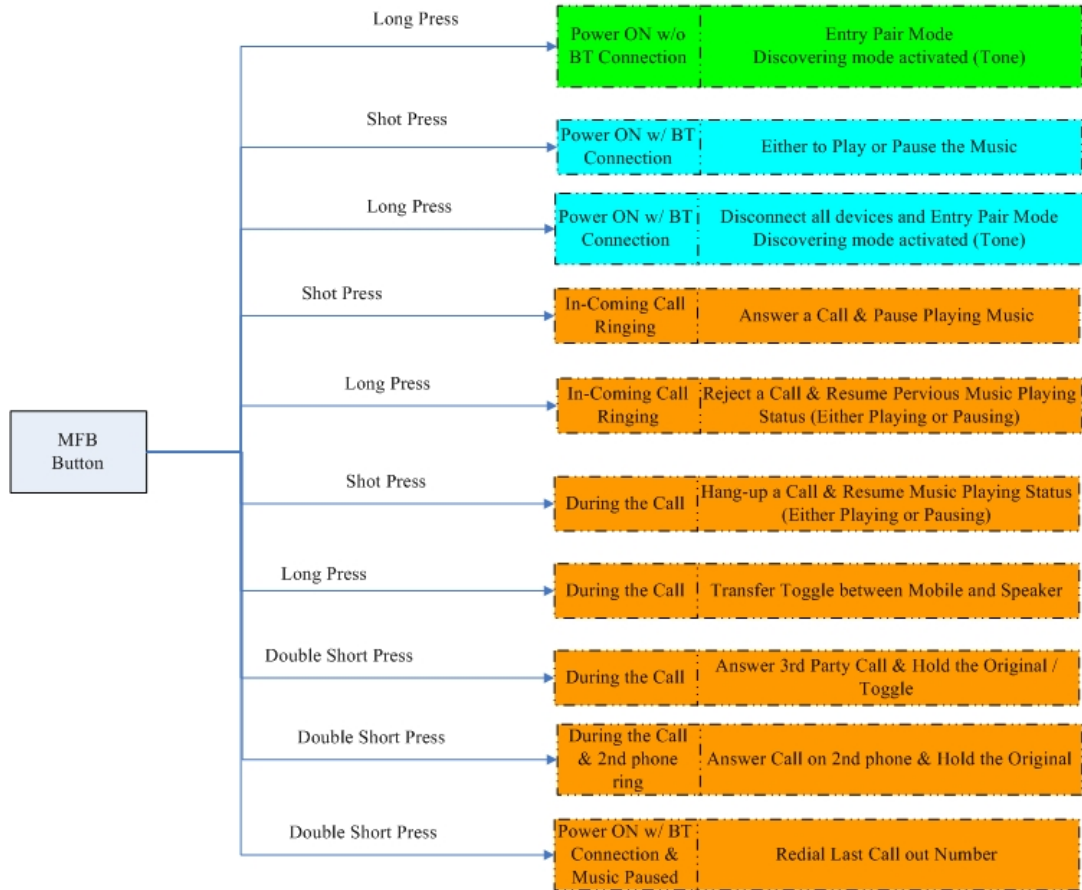 Long Press
Power ON w/o
BT Connection
Entry Pair Mode
Discovering mode activated (Tone)
Shot Press
Power ON w/ BT
Connection
Either to Play or Pause the Music
Long Press
Power ON w/ BT
Connection
Disconnect all devices and Entry Pair Mode
Discovering mode activated (Tone)
Shot Press
In-Coming Call
Ringing
Answer a Call & Pause Playing Music
Long Press
In-Coming Call
Ringing
Reject a Call & Resume Pervious Music Playing
Status (Either Playing or Pausing)
MFB
Button
Shot Press
During the Call
Hang-up a Call & Resume Music Playing Status
(Either Playing or Pausing)
Long Press
During the Call
Transfer Toggle between Mobile and Speaker
Double Short Press
During the Call
Answer 3rd Party Call & Hold the Original /
Toggle
Double Short Press
During the Call
& 2nd phone
ring
Answer Call on 2nd phone & Hold the Original
Double Short Press
Power ON w/ BT
Connection &
Music Paused
Redial Last Call out Number